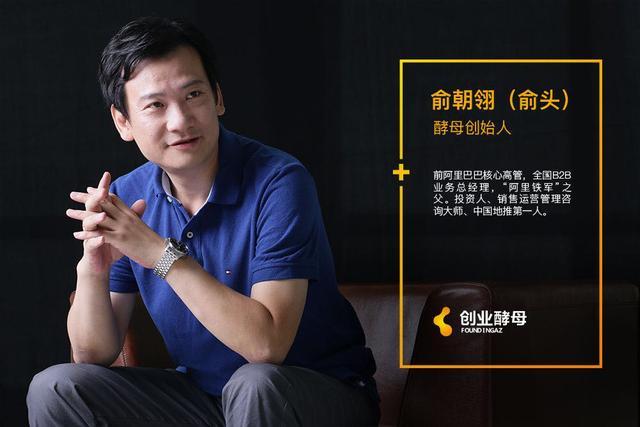 俞朝翎（俞头）
酵母创始人
前阿里巴巴核心高管，全国B2B
业务总经理，“阿里铁军”之
父。投资人、销售运营管理咨
询大师、中国地推第一人。
创业酵母
FOUNDINGAZ